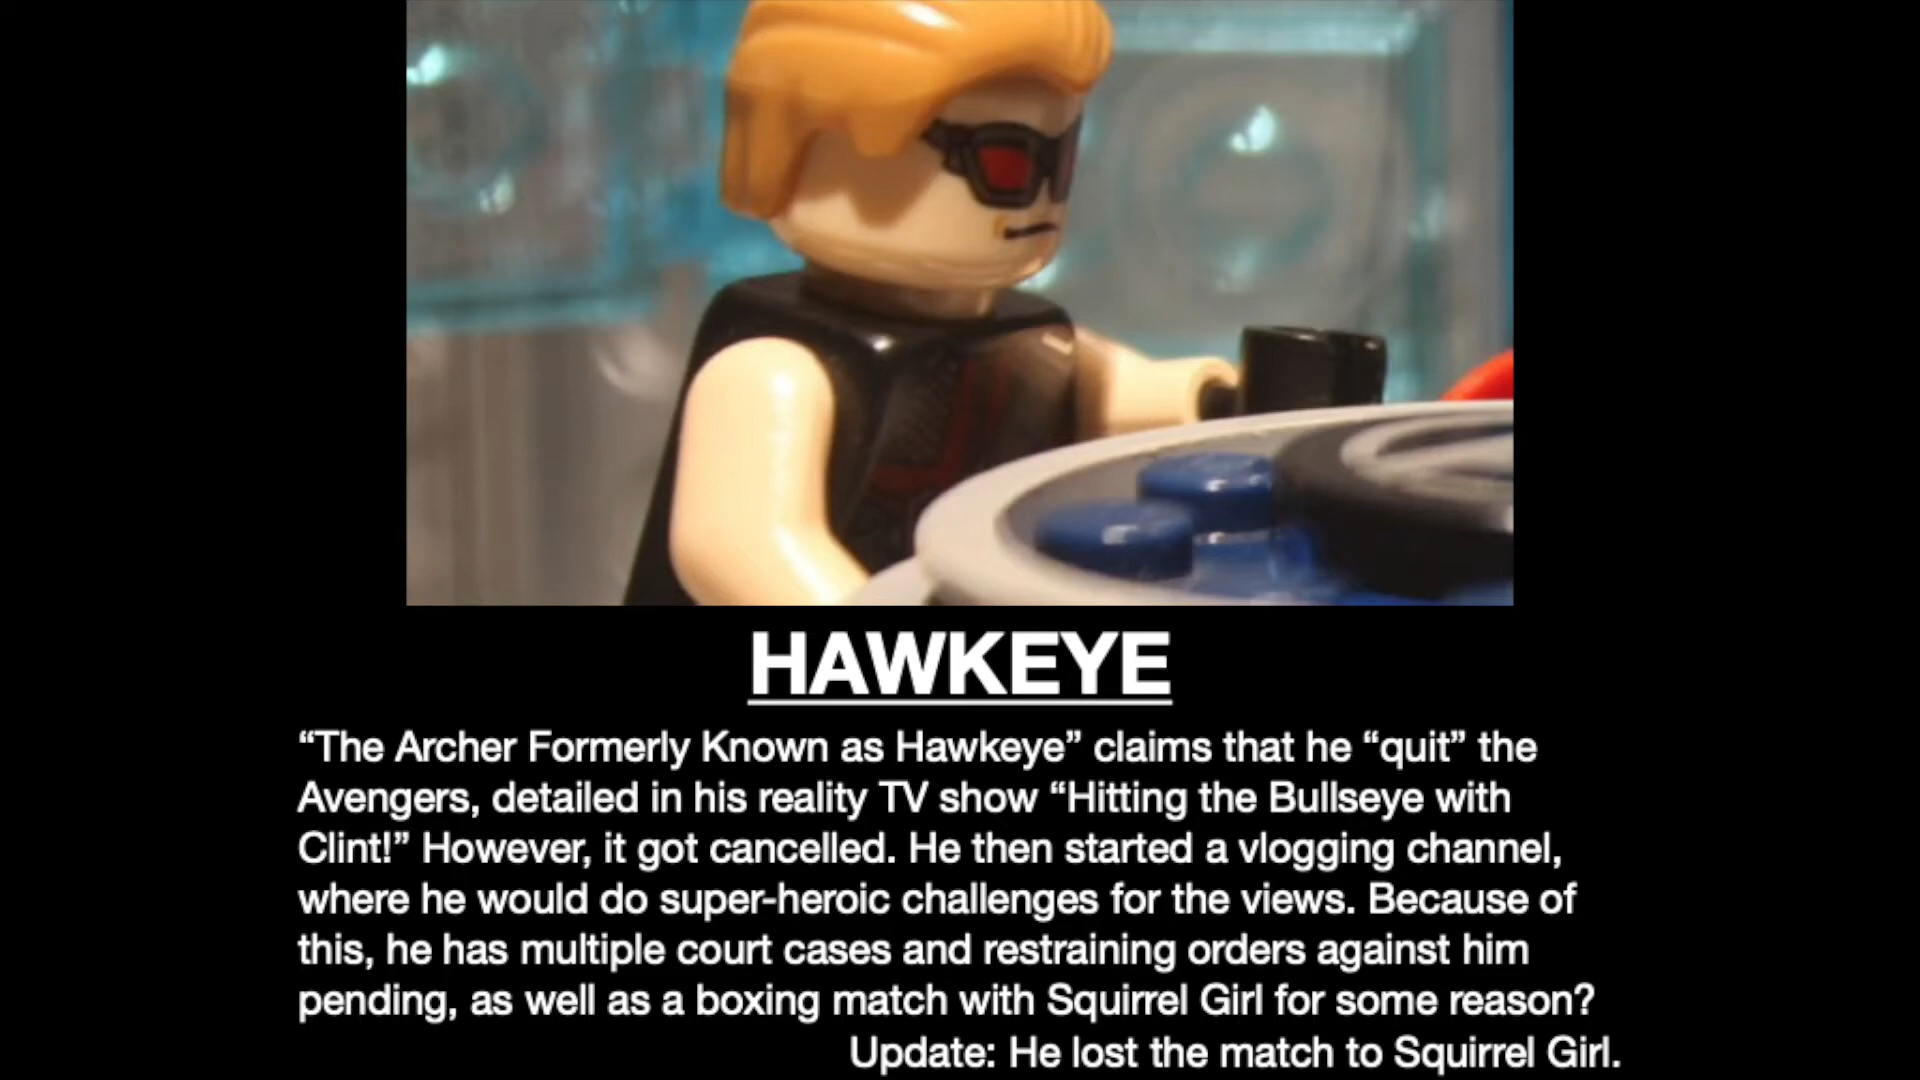 HAWKEYE
“The Archer Formerly Known as Hawkeye” claims that he “quit” the
Avengers, detailed in his reality TV show “Hitting the Bullseye with
Clint!” However, it got cancelled. He then started a vlogging channel,
where he would do super-heroic challenges for the views. Because of
this, he has multiple court cases and restraining orders against him
pending, as well as a boxing match with Squirrel Girl for some reason?
Update: He lost the match to Squirrel Girl.